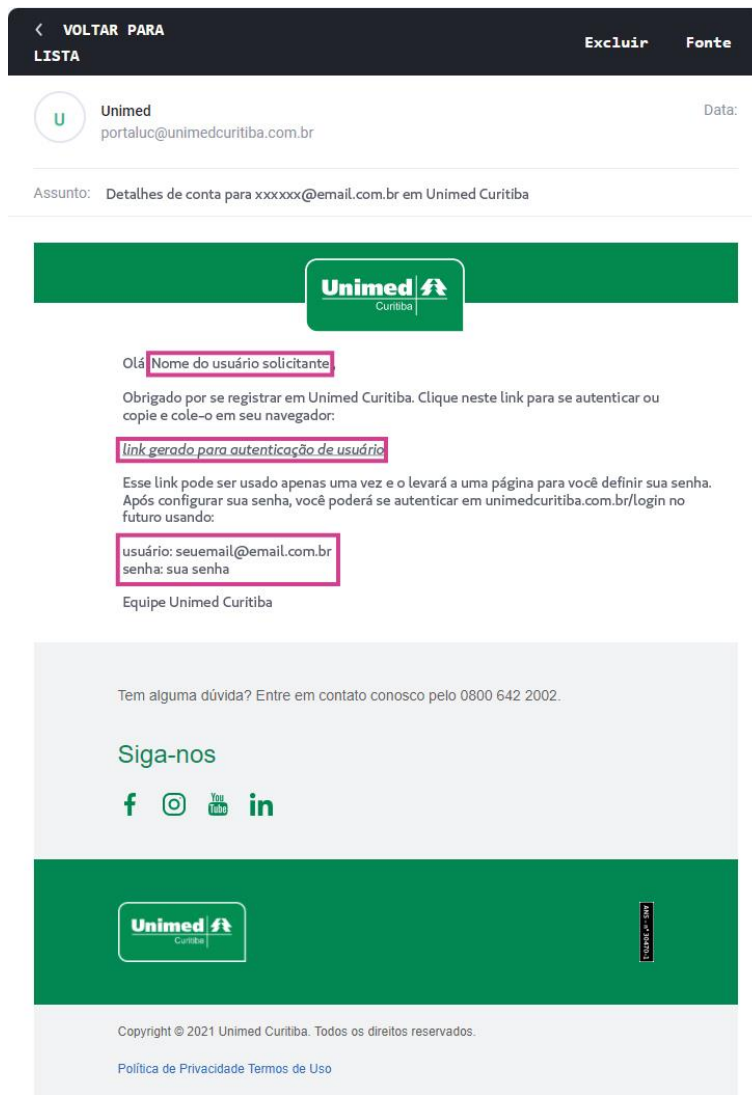 VOLTAR PARA
LISTA
Excluir Fonte
U
Unimed
portaluc@unimedcuritiba.com.br
Data:
Assunto: Detalhes de conta para xxxxxx@email.com.br em Unimed Curitiba
Unimed
Curitiba
Olá Nome do usuário solicitante,
Obrigado por se registrar em Unimed Curitiba. Clique neste link para se autenticar ou
copie e cole-o em seu navegador:
link gerado para autenticação de usuário
Esse link pode ser usado apenas uma vez e o levará a uma página para você definir sua senha.
Após configurar sua senha, você poderá se autenticar em unimedcuritiba.com.br/login no
futuro usando:
usuário: seuemail@email.com.br
senha: sua senha
Equipe Unimed Curitiba
Tem alguma dúvida? Entre em contato conosco pelo 0800 642 2002.
Siga-nos
f You Tube in
Unimed
Curitiba
ANS - nº 30470-1
Copyright © 2021 Unimed Curitiba. Todos os direitos reservados.
Política de Privacidade Termos de Uso